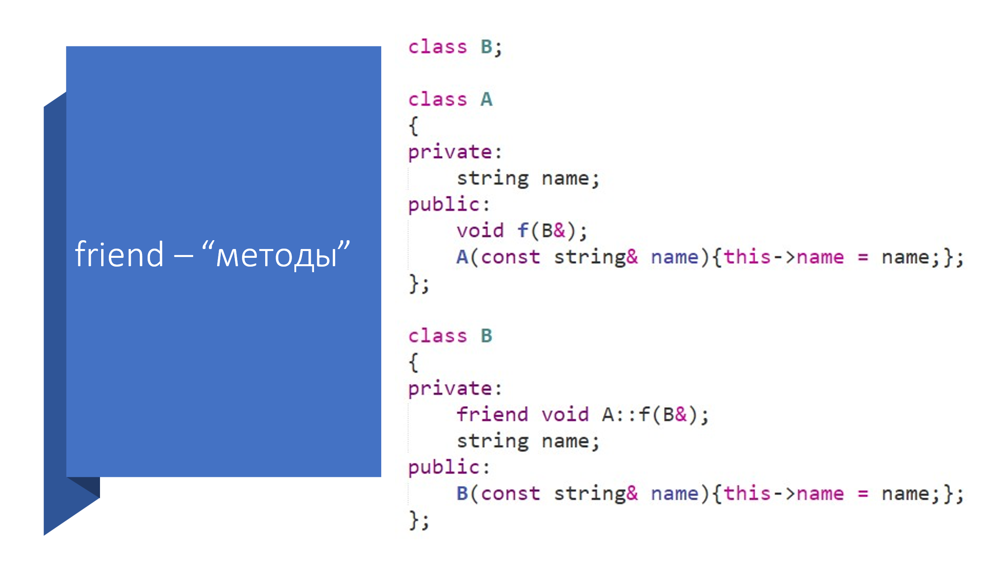 friend – “методы”
class B;
class A
{
private:
    string name;
public:
    void f(B&);
    A(const string& name){this->name = name;};
};
class B
{
private:
    friend void A::f(B&);
    string name;
public:
    B(const string& name){this->name = name;};
};